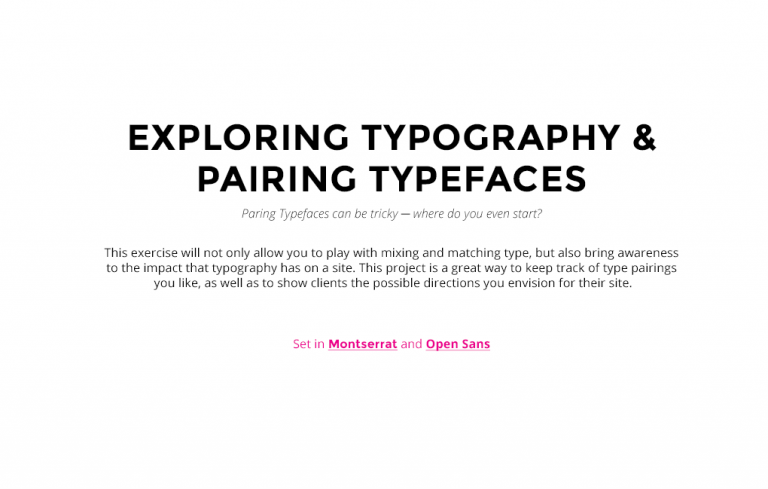 EXPLORING TYPOGRAPHY &
PAIRING TYPEFACES
Paring Typefaces can be tricky — where do you even start?
This exercise will not only allow you to play with mixing and matching type, but also bring awareness
to the impact that typography has on a site. This project is a great way to keep track of type pairings
you like, as well as to show clients the possible directions you envision for their site.
Set in Montserrat and Open Sans